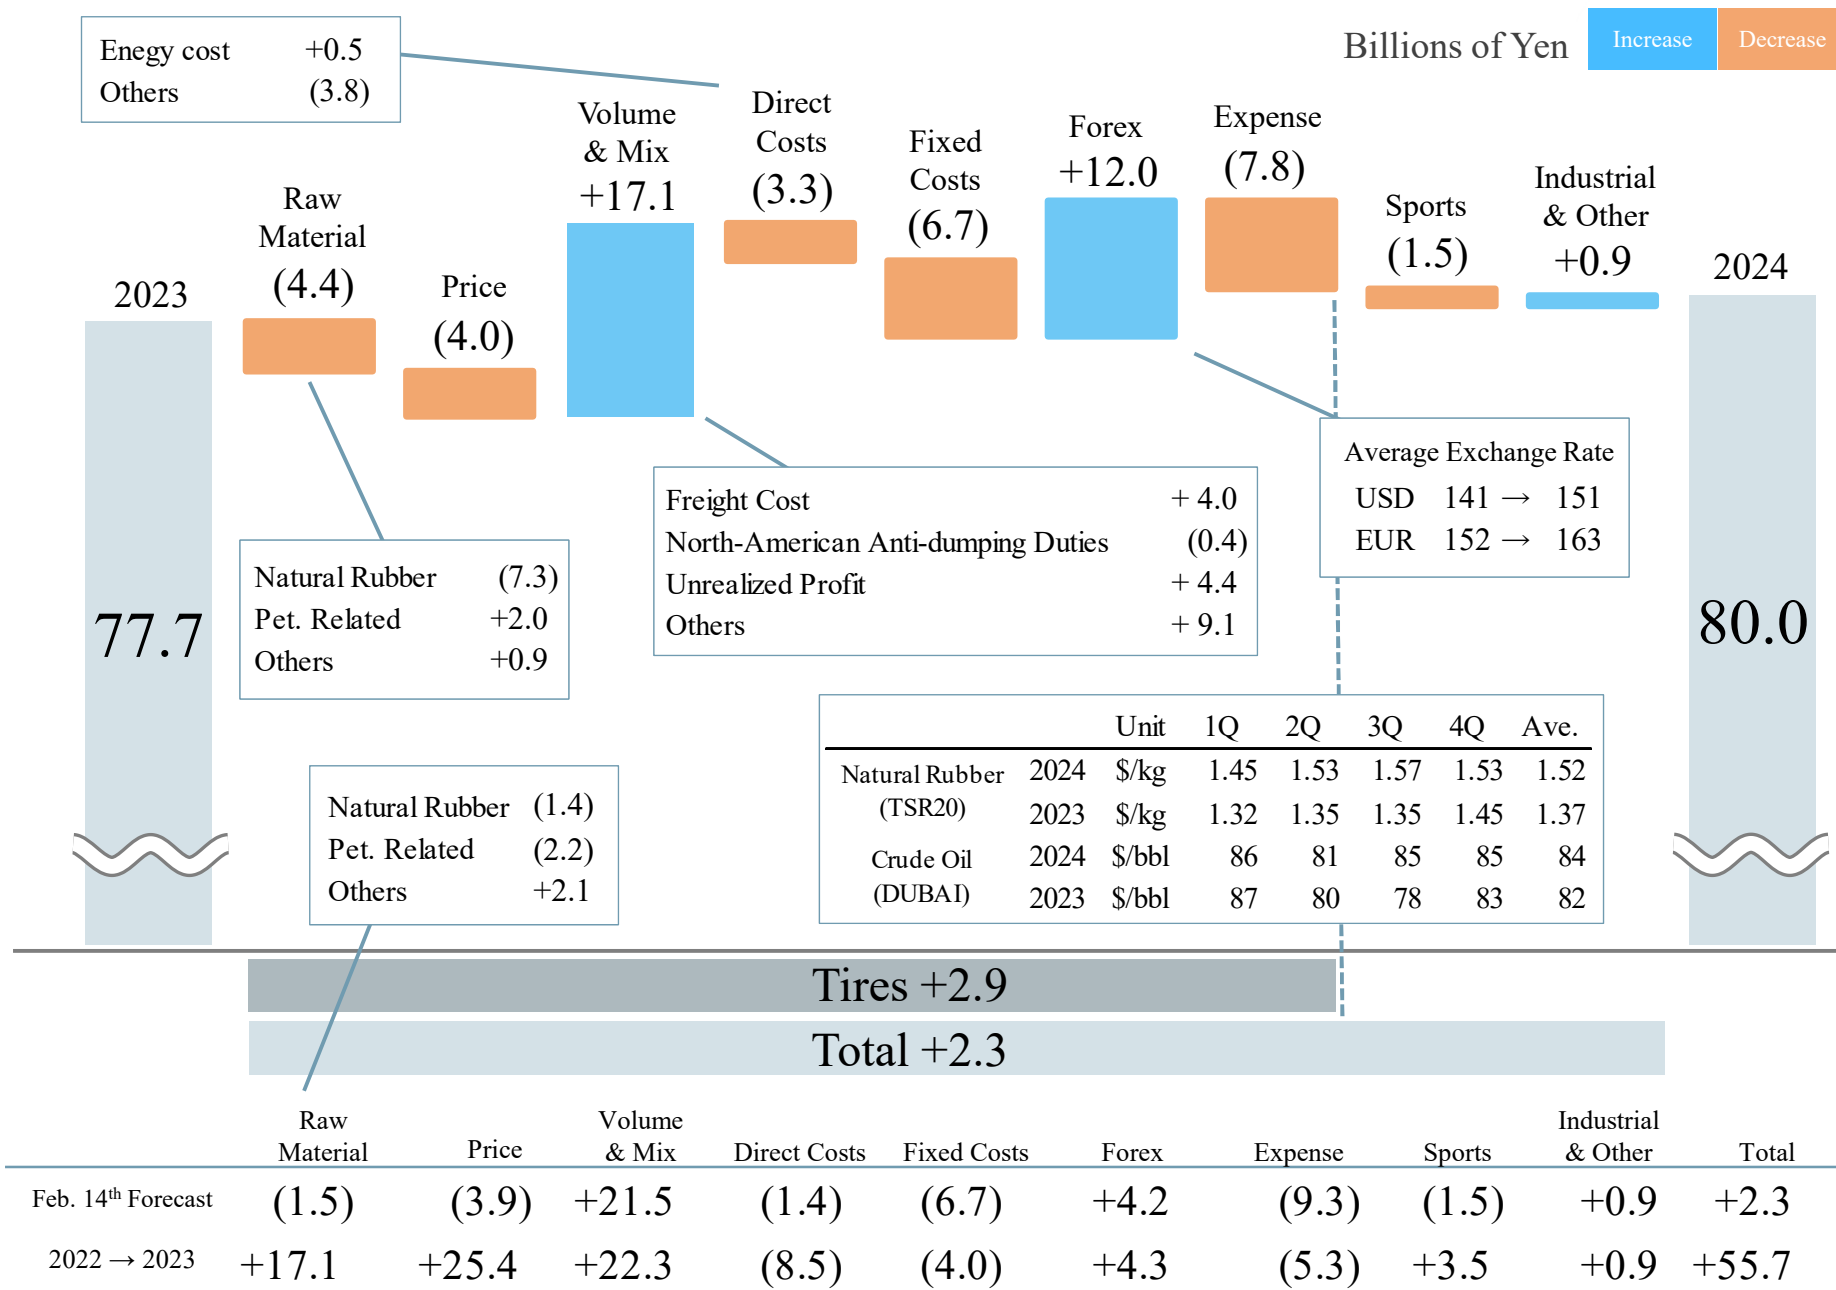 Billions of Yen
Increase
Decrease
Enegy cost +0.5
Others (3.8)
2023
77.7
Raw
Material
(4.4)
Price
(4.0)
Volume
& Mix
+17.1
Direct
Costs
(3.3)
Fixed
Costs
(6.7)
Forex
+12.0
Expense
(7.8)
Sports
(1.5)
Industrial
& Other
+0.9
2024
80.0
Average Exchange Rate
USD 141 → 151
EUR 152 → 163
Freight Cost + 4.0
North-American Anti-dumping Duties (0.4)
Unrealized Profit + 4.4
Others + 9.1
Natural Rubber (7.3)
Pet. Related +2.0
Others +0.9
Unit 1Q 2Q 3Q 4Q Ave.
Natural Rubber (TSR20) 2024 $/kg 1.45 1.53 1.57 1.53 1.52
2023 $/kg 1.32 1.35 1.35 1.45 1.37
Crude Oil (DUBAI) 2024 $/bbl 86 81 85 85 84
2023 $/bbl 87 80 78 83 82
Natural Rubber (1.4)
Pet. Related (2.2)
Others +2.1
Tires +2.9
Total +2.3
Raw Material Price Volume & Mix Direct Costs Fixed Costs Forex Expense Sports Industrial & Other Total
Feb. 14th Forecast (1.5) (3.9) +21.5 (1.4) (6.7) +4.2 (9.3) (1.5) +0.9 +2.3
2022 → 2023 +17.1 +25.4 +22.3 (8.5) (4.0) +4.3 (5.3) +3.5 +0.9 +55.7